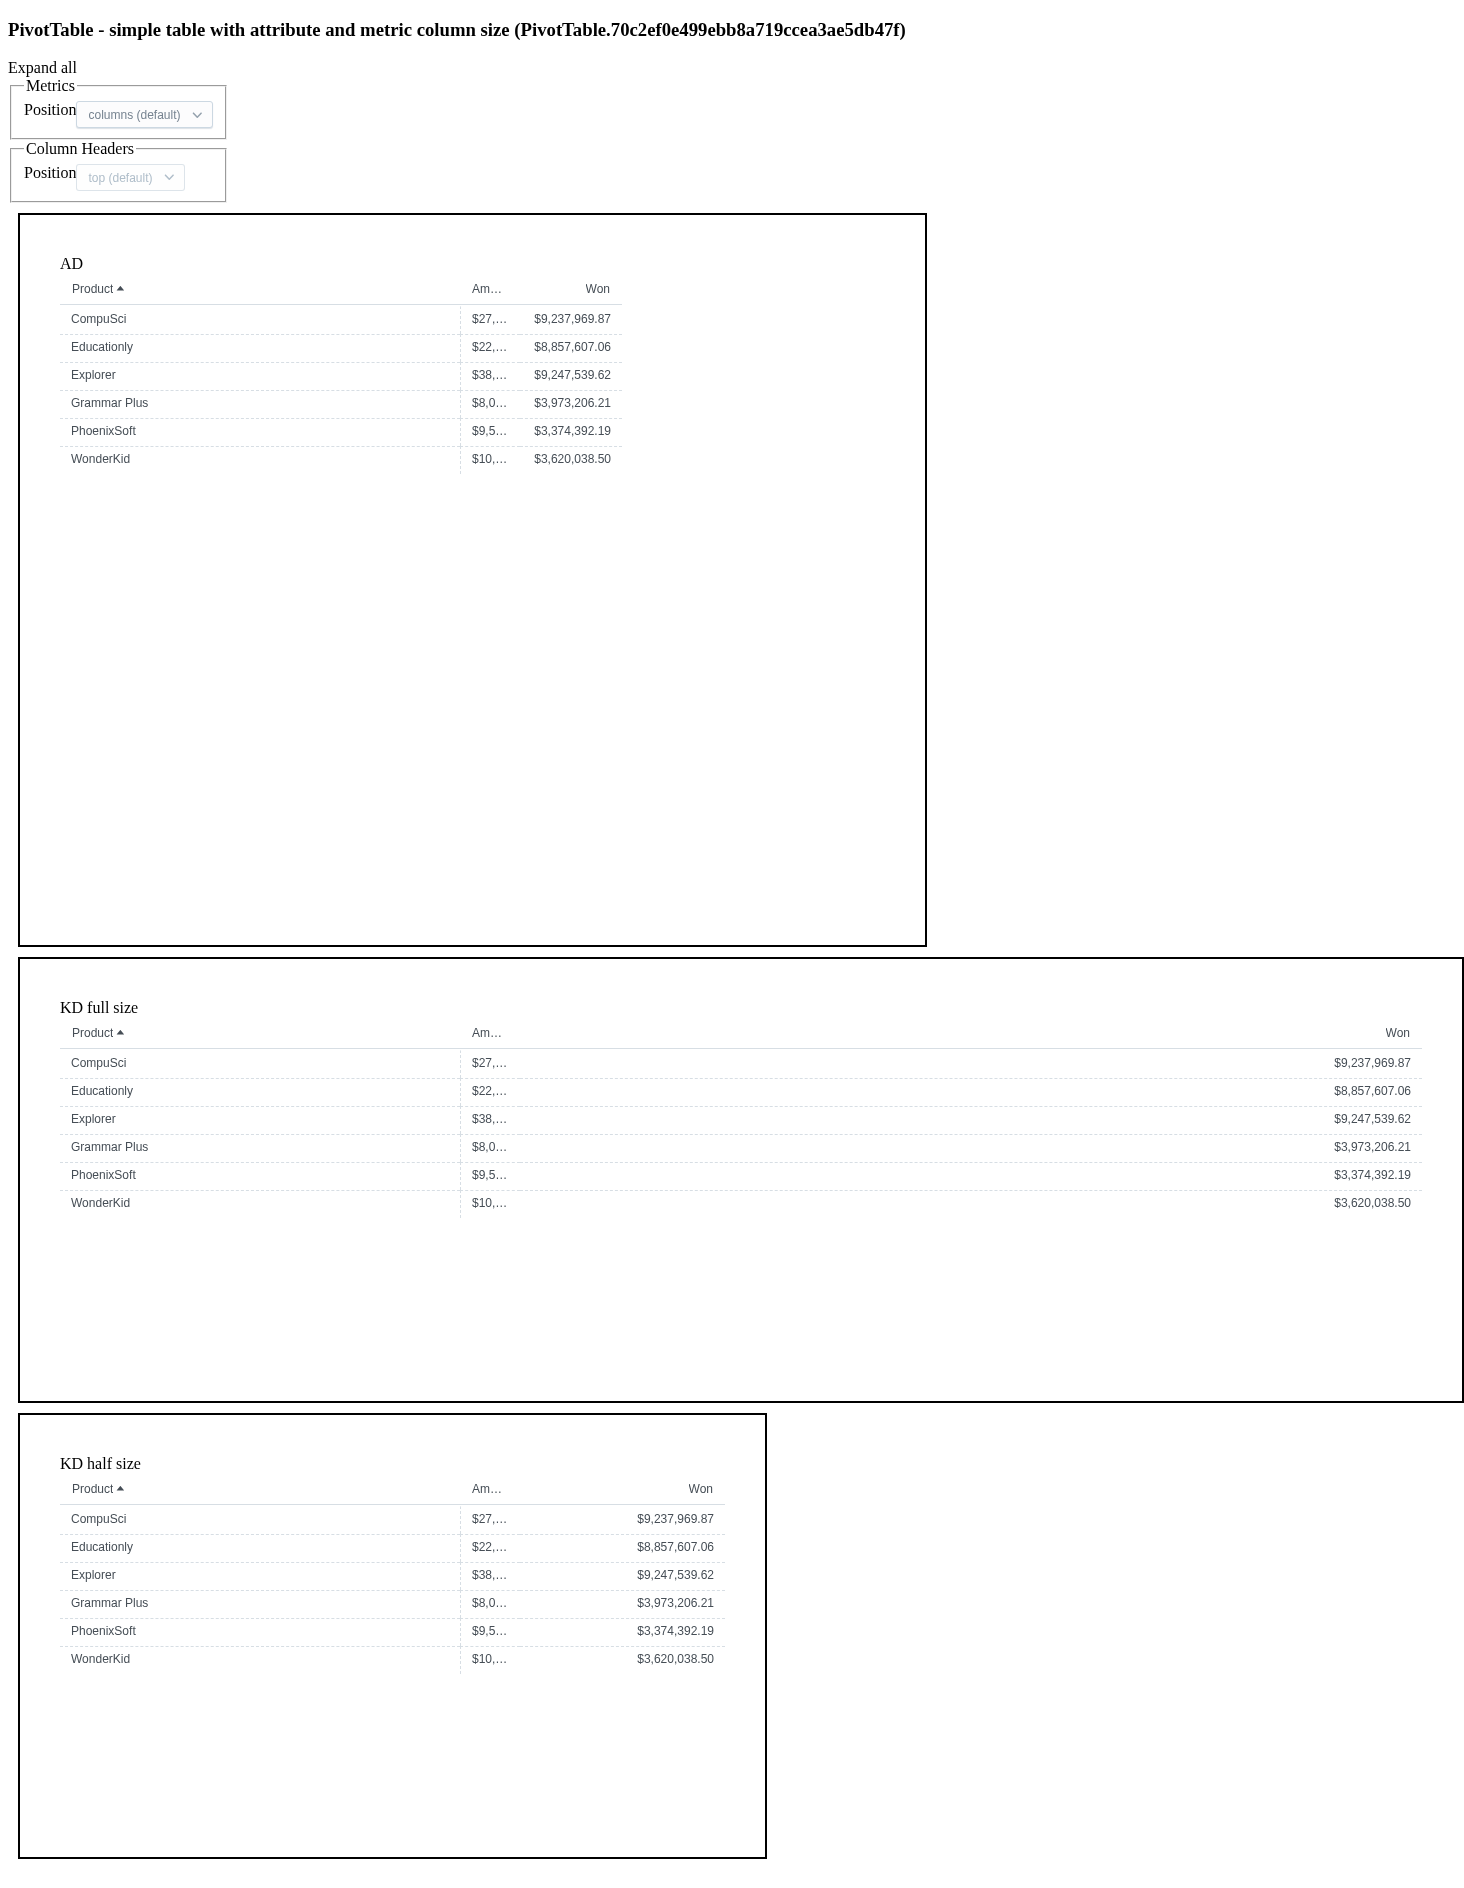 PivotTable - simple table with attribute and metric column size (PivotTable.70c2ef0e499ebb8a719ccea3ae5db47f)
Expand all
Metrics
Position columns (default)
Column Headers
Position top (default)
AD
Product Am… Won
CompuSci $27,… $9,237,969.87
Educationly $22,… $8,857,607.06
Explorer $38,… $9,247,539.62
Grammar Plus $8,0… $3,973,206.21
PhoenixSoft $9,5… $3,374,392.19
WonderKid $10,… $3,620,038.50
KD full size
Product Am… Won
CompuSci $27,… $9,237,969.87
Educationly $22,… $8,857,607.06
Explorer $38,… $9,247,539.62
Grammar Plus $8,0… $3,973,206.21
PhoenixSoft $9,5… $3,374,392.19
WonderKid $10,… $3,620,038.50
KD half size
Product Am… Won
CompuSci $27,… $9,237,969.87
Educationly $22,… $8,857,607.06
Explorer $38,… $9,247,539.62
Grammar Plus $8,0… $3,973,206.21
PhoenixSoft $9,5… $3,374,392.19
WonderKid $10,… $3,620,038.50